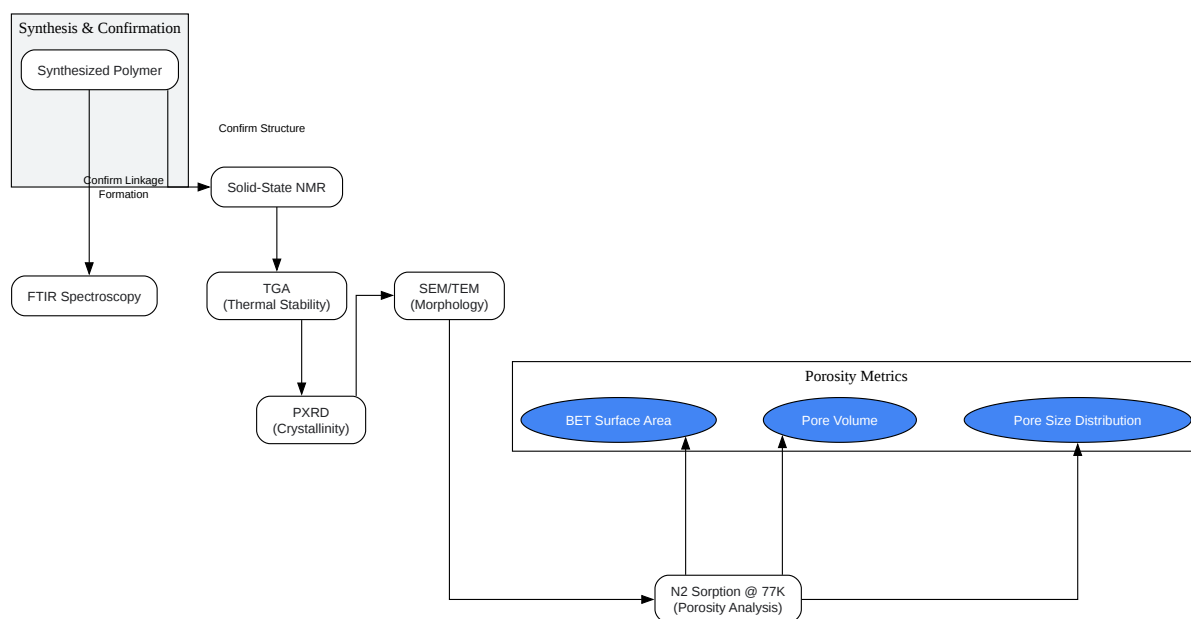 Synthesis & Confirmation
Synthesized Polymer
Confirm Structure
Confirm Linkage
Formation
Solid-State NMR
FTIR Spectroscopy
TGA
(Thermal Stability)
SEM/TEM
(Morphology)
PXRD
(Crystallinity)
Porosity Metrics
BET Surface Area
Pore Volume
Pore Size Distribution
N2 Sorption @ 77K
(Porosity Analysis)